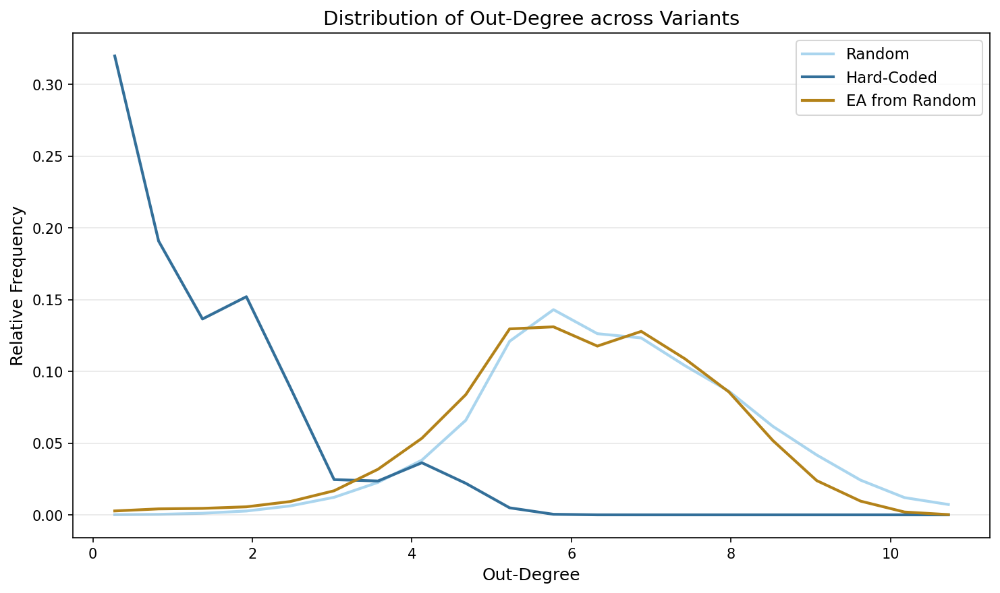 Distribution of Out-Degree across Variants
Random
Hard-Coded
EA from Random
Relative Frequency
0.30
0.25
0.20
0.15
0.10
0.05
0.00
0 2 4 6 8 10
Out-Degree